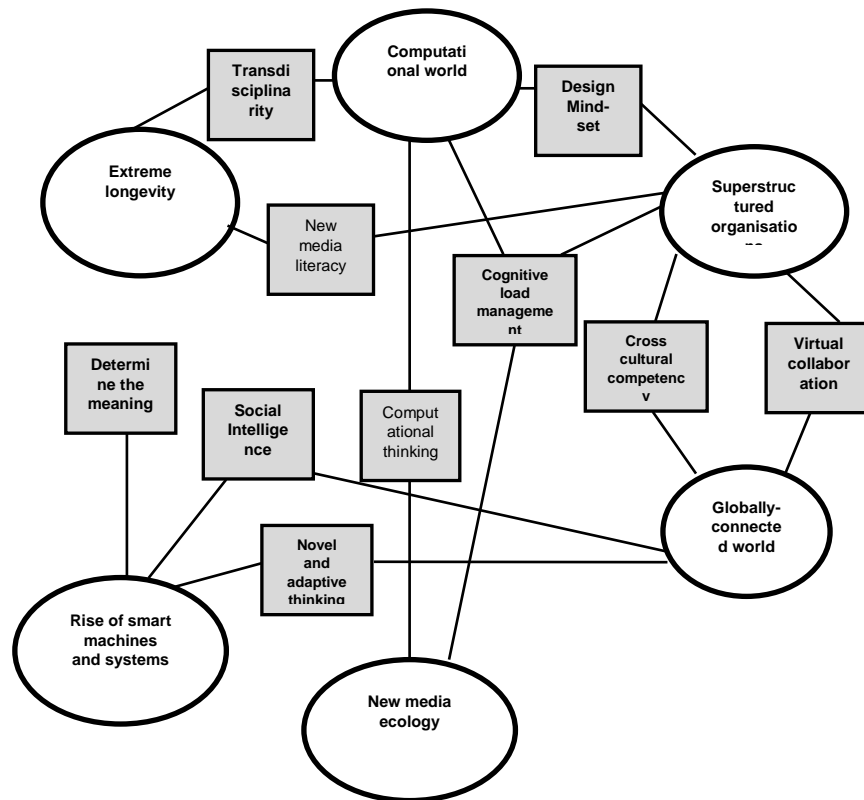 Computati
onal world
Transdi
sciplina
rity
Design
Mind-
set
Extreme
longevity
Superstruc
tured
organisatio
ns
New
media
literacy
Cognitive
load
manageme
nt
Cross
cultural
competenc
y
Virtual
collabor
ation
Determi
ne the
meaning
Social
Intellige
nce
Comput
ational
thinking
Globally-
connecte
d world
Novel
and
adaptive
thinking
Rise of smart
machines
and systems
New media
ecology